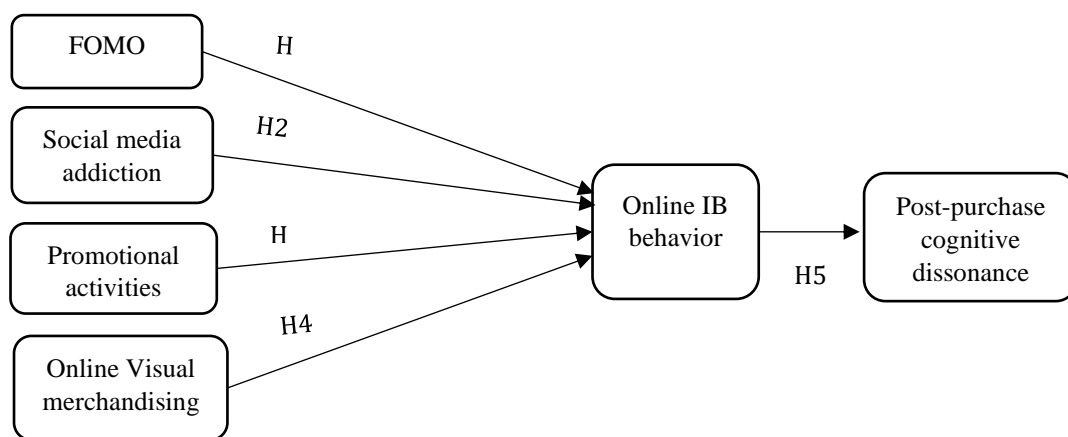 FOMO
H
Social media
addiction
H2
Promotional
activities
H
Online Visual
merchandising
H4
Online IB
behavior
H5
Post-purchase
cognitive
dissonance